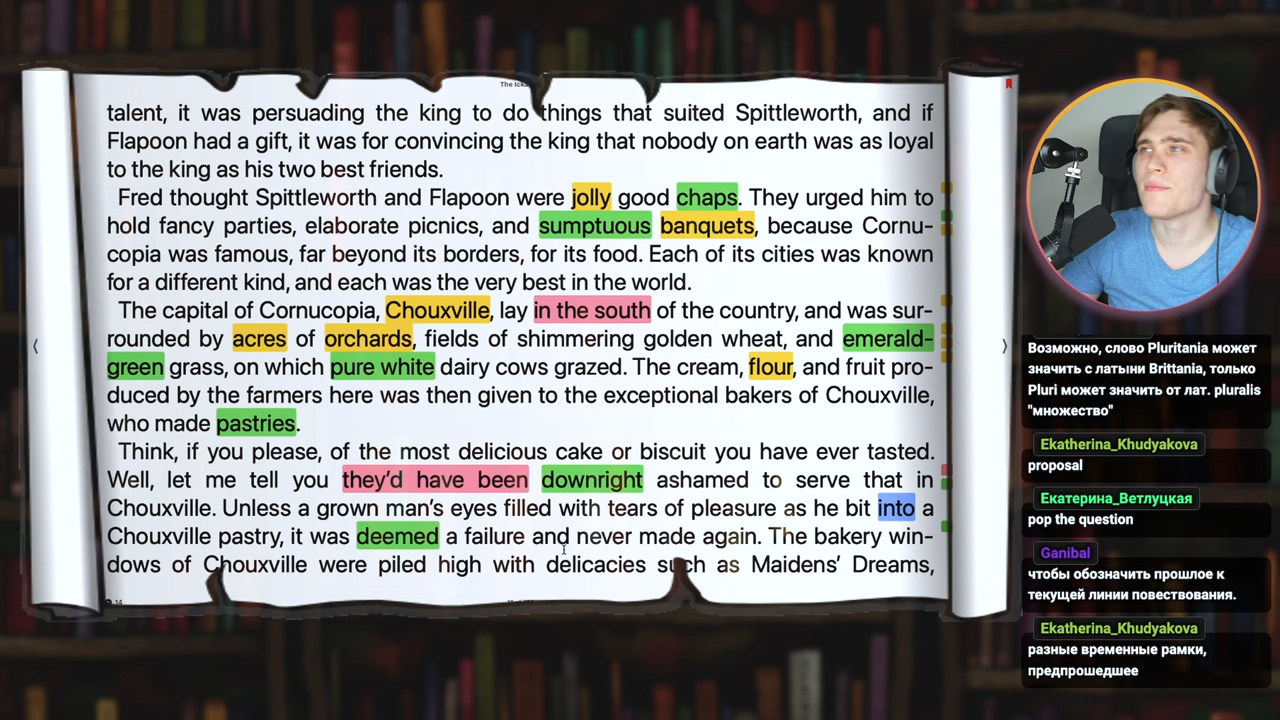 The Icka
talent, it was persuading the king to do things that suited Spittleworth, and if
Flapoon had a gift, it was for convincing the king that nobody on earth was as loyal
to the king as his two best friends.
Fred thought Spittleworth and Flapoon were jolly good chaps. They urged him to
hold fancy parties, elaborate picnics, and sumptuous banquets, because Cornu-
copia was famous, far beyond its borders, for its food. Each of its cities was known
for a different kind, and each was the very best in the world.
The capital of Cornucopia, Chouxville, lay in the south of the country, and was sur-
rounded by acres of orchards, fields of shimmering golden wheat, and emerald-
green grass, on which pure white dairy cows grazed. The cream, flour, and fruit pro-
duced by the farmers here was then given to the exceptional bakers of Chouxville,
who made pastries.
Think, if you please, of the most delicious cake or biscuit you have ever tasted.
Well, let me tell you they'd have been downright ashamed to serve that in
Chouxville. Unless a grown man's eyes filled with tears of pleasure as he bit into a
Chouxville pastry, it was deemed a failure and never made again. The bakery win-
dows of Chouxville were piled high with delicacies such as Maidens' Dreams,
14
Возможно, слово Pluritania может
значить с латыни Brittania, только
Pluri может значить от лат. pluralis
"множество"
Ekatherina_Khudyakova
proposal
Екатерина_Ветлуцкая
pop the question
Ganibal
чтобы обозначить прошлое к
текущей линии повествования.
Ekatherina_Khudyakova
разные временные рамки,
предпрошедшее